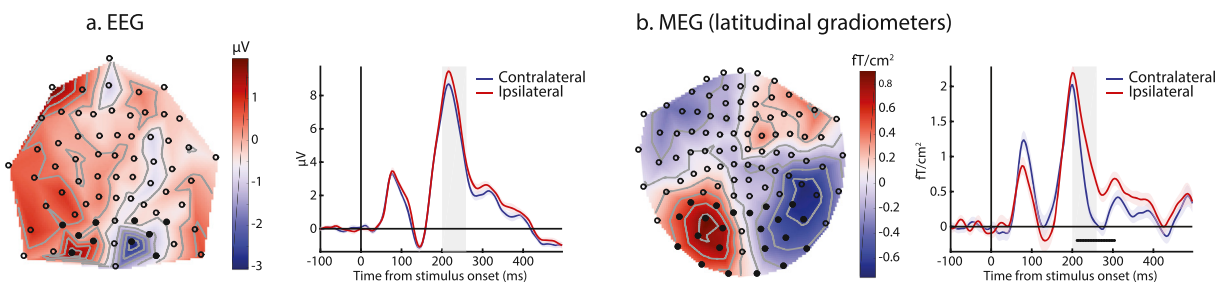 a. EEG
µV
1
0
-1
-2
-3
µV
8
6
4
2
0
Contralateral
Ipsilateral
-100 0 100 200 300 400
Time from stimulus onset (ms)
b. MEG (latitudinal gradiometers)
fT/cm²
0.8
0.6
0.4
0.2
0
-0.2
-0.4
-0.6
fT/cm²
2
1.5
1
0.5
0
Contralateral
Ipsilateral
-100 0 100 200 300 400
Time from stimulus onset (ms)